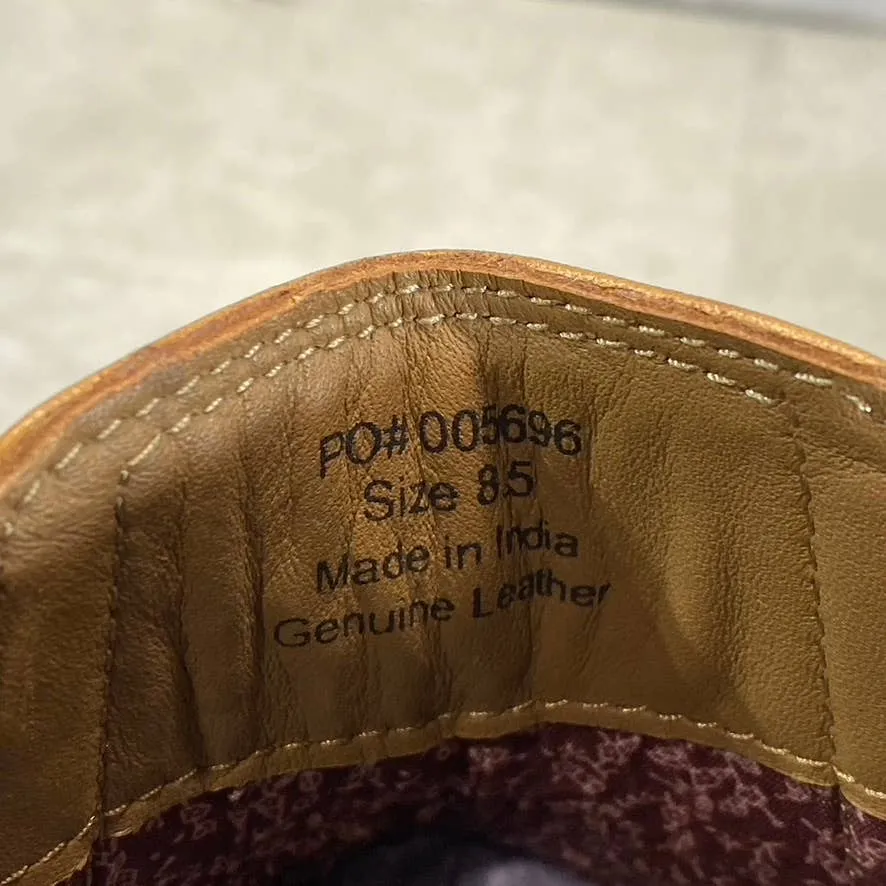 PO# 005696
Size 8.5
Made in India
Genuine Leather